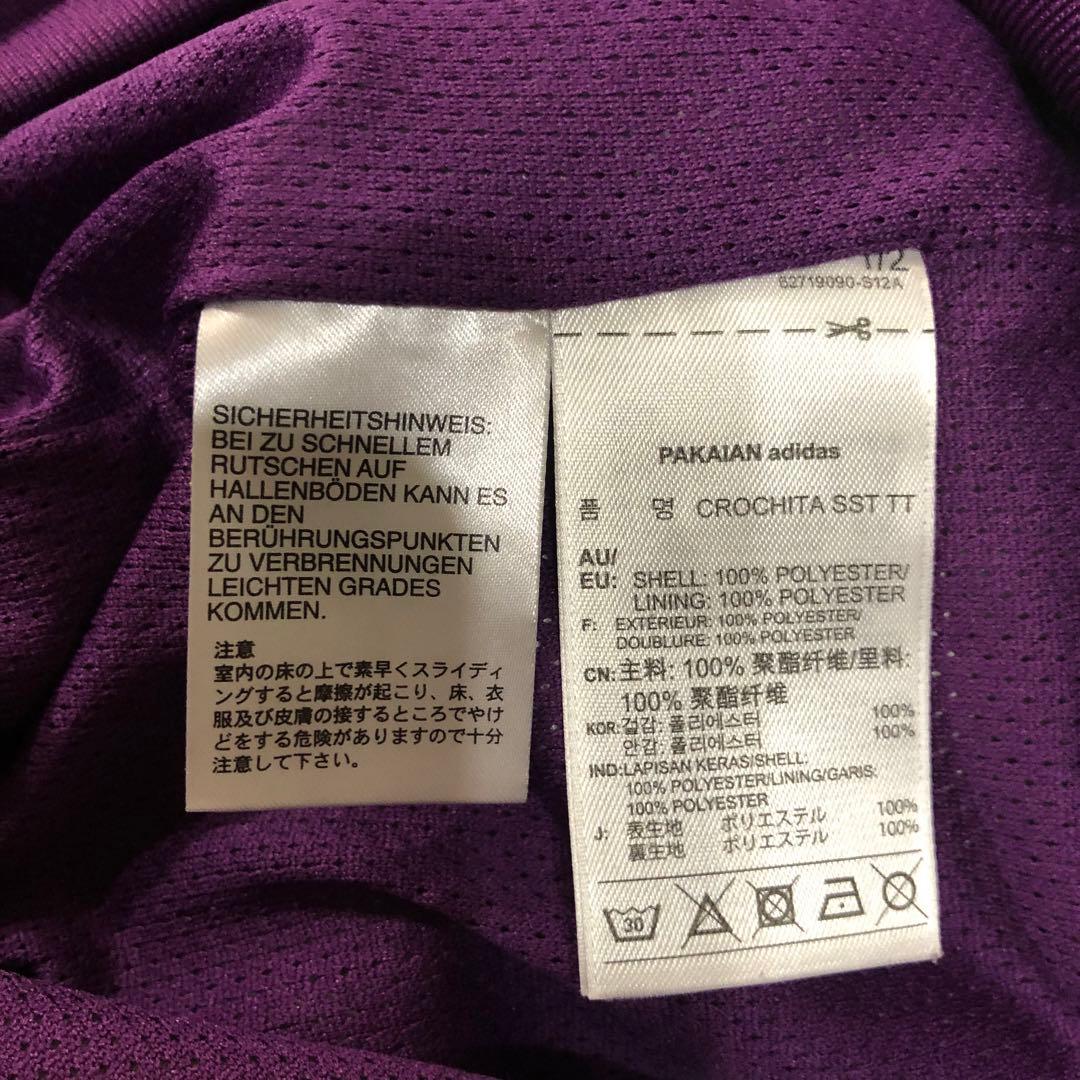 SICHERHEITSHINWEIS:
BEI ZU SCHNELLEM
RUTSCHEN AUF
HALLENBÖDEN KANN ES
AN DEN
BERÜHRUNGSPUNKTEN
ZU VERBRENNUNGEN
LEICHTEN GRADES
KOMMEN.
注意
室内の床の上で素早くスライディ
ングすると摩擦が起こり、床、衣
服及び皮膚の接するところでやけ
どをする危険がありますので十分
注意して下さい。
1/2
62719090-S12A
PAKAIAN adidas
품 명 CROCHITA SST TT
AU/
EU: SHELL: 100% POLYESTER/
LINING: 100% POLYESTER
F: EXTERIEUR: 100% POLYESTER/
DOUBLURE: 100% POLYESTER
CN: 主料: 100% 聚酯纤维/里料:
100% 聚酯纤维
KOR: 겉감: 폴리에스터 100%
안감: 폴리에스터 100%
IND:LAPISAN KERAS/SHELL:
100% POLYESTER/LINING/GARIS:
100% POLYESTER
J: 表生地 ポリエステル 100%
裏生地 ポリエステル 100%
30